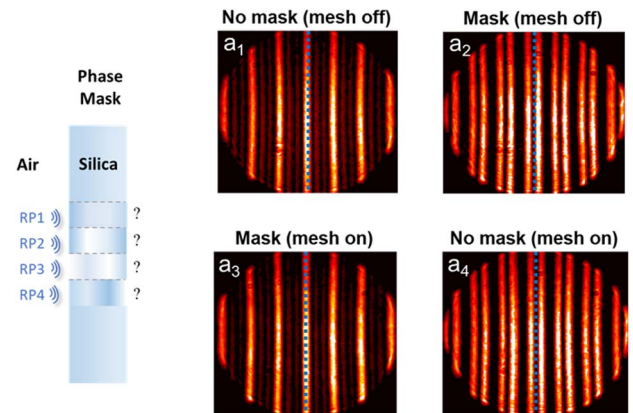 Phase
Mask
Air
Silica
RP1
?
RP2
?
RP3
?
RP4
?
No mask (mesh off)
a1
Mask (mesh off)
a2
Mask (mesh on)
a3
No mask (mesh on)
a4